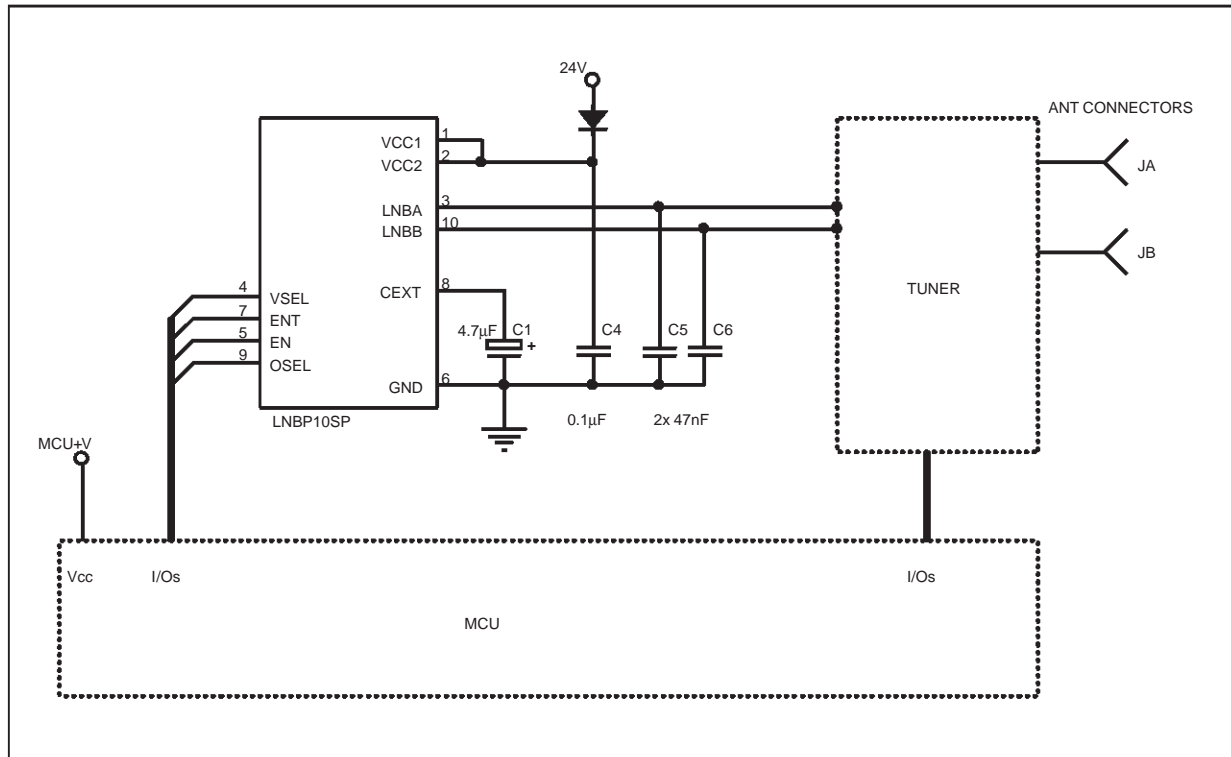 24V
ANT CONNECTORS
VCC1
1
VCC2
2
JA
LNBA
3
LNBB
10
JB
TUNER
CEXT
8
4
VSEL
7
ENT
5
EN
9
OSEL
4.7µF
C1
+
C4
C5
C6
GND
6
LNBP10SP
0.1µF
2x 47nF
MCU+V
Vcc
I/Os
I/Os
MCU